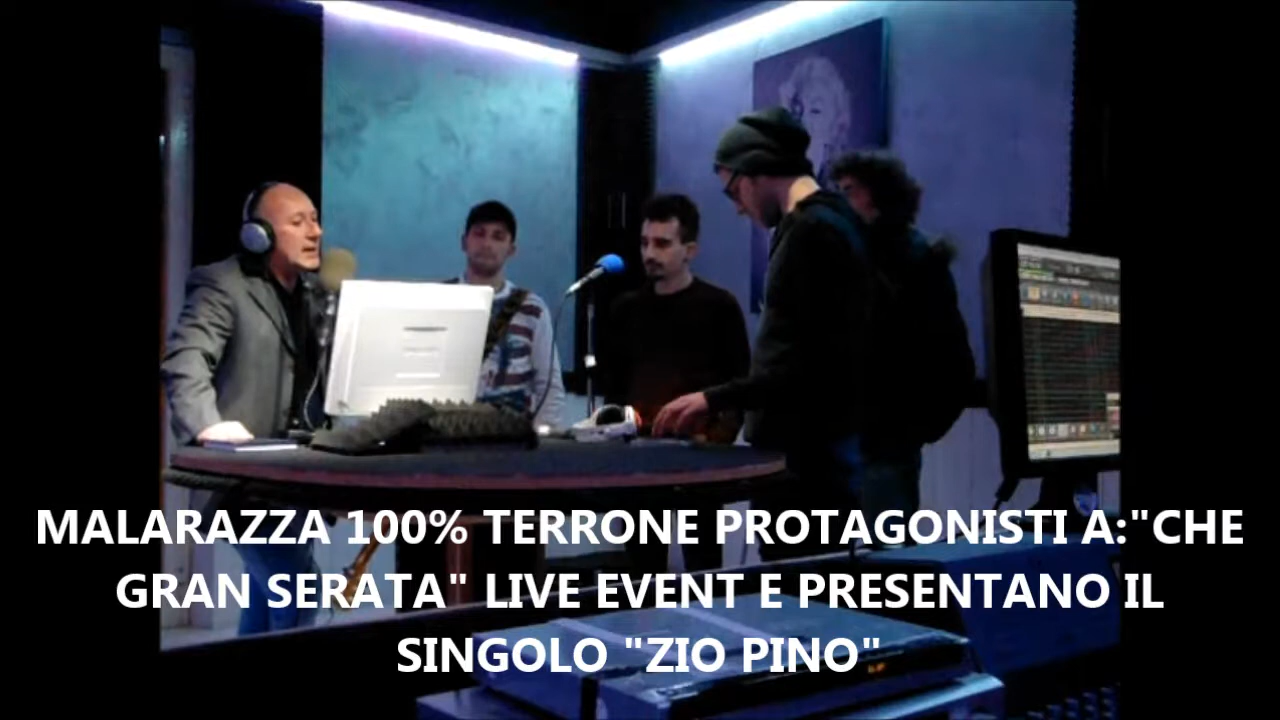 MALARAZZA 100% TERRONE PROTAGONISTI A:"CHE
GRAN SERATA" LIVE EVENT E PRESENTANO IL
SINGOLO "ZIO PINO"